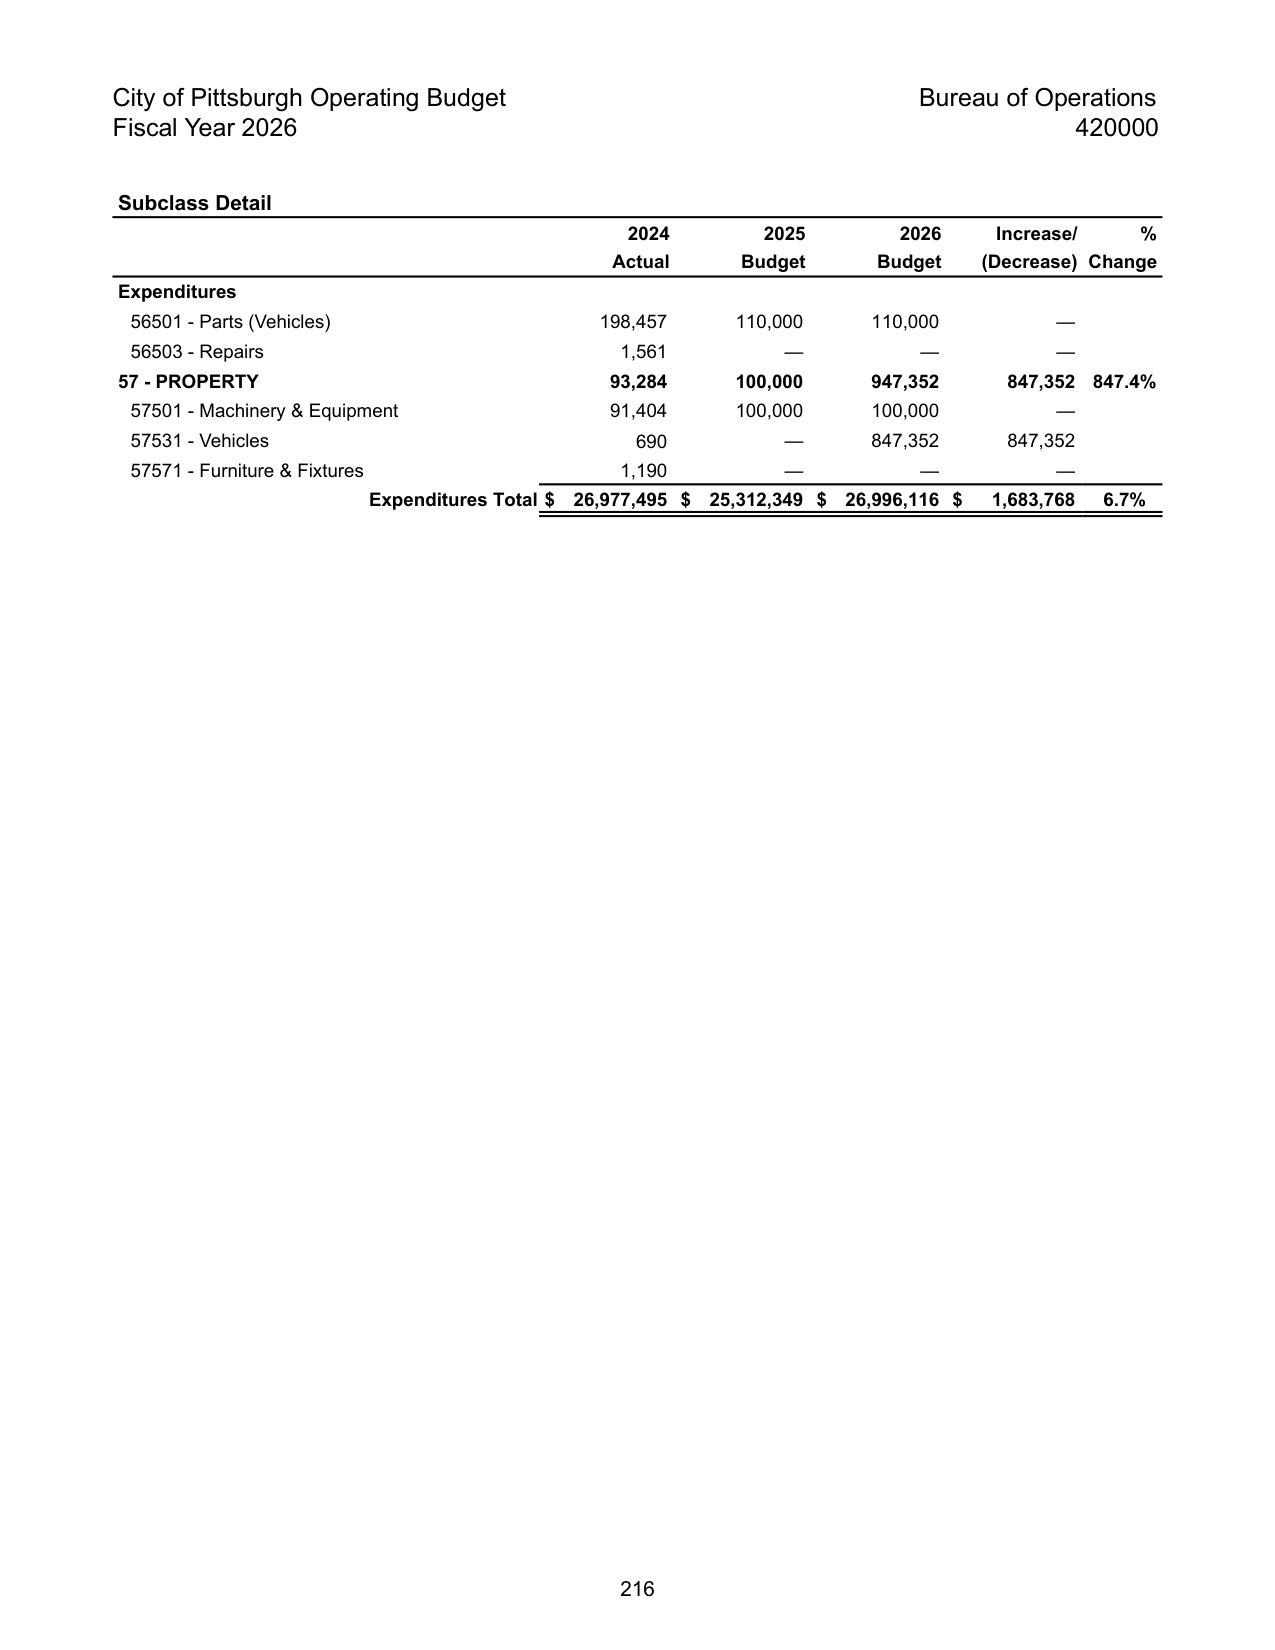 City of Pittsburgh Operating Budget Bureau of Operations
Fiscal Year 2026 420000
Subclass Detail
2024 2025 2026 Increase/ %
Actual Budget Budget (Decrease) Change
Expenditures
56501 - Parts (Vehicles) 198,457 110,000 110,000 —
56503 - Repairs 1,561 — — —
57 - PROPERTY 93,284 100,000 947,352 847,352 847.4%
57501 - Machinery & Equipment 91,404 100,000 100,000 —
57531 - Vehicles 690 — 847,352 847,352
57571 - Furniture & Fixtures 1,190 — — —
Expenditures Total $ 26,977,495 $ 25,312,349 $ 26,996,116 $ 1,683,768 6.7%
216